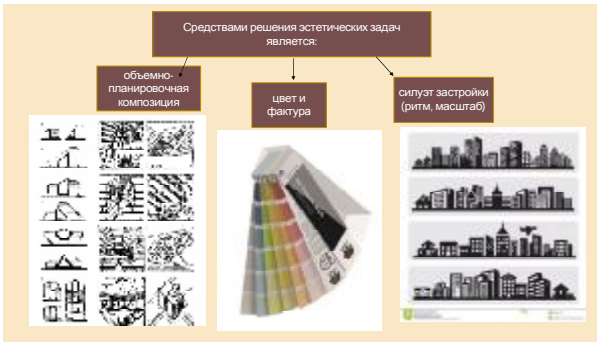 Средствами решения эстетических задач
является:
объемно-
планировочная
композиция
цвет и
фактура
силуэт застройки
(ритм, масштаб)